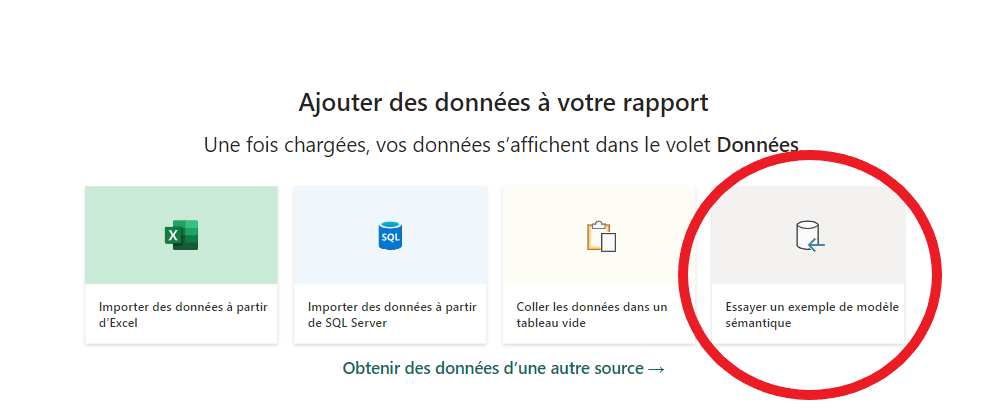 Ajouter des données à votre rapport
Une fois chargées, vos données s’affichent dans le volet Données.
X
Importer des données à partir
d’Excel
SQL
Importer des données à partir
de SQL Server
Coller les données dans un
tableau vide
Essayer un exemple de modèle
sémantique
Obtenir des données d’une autre source →